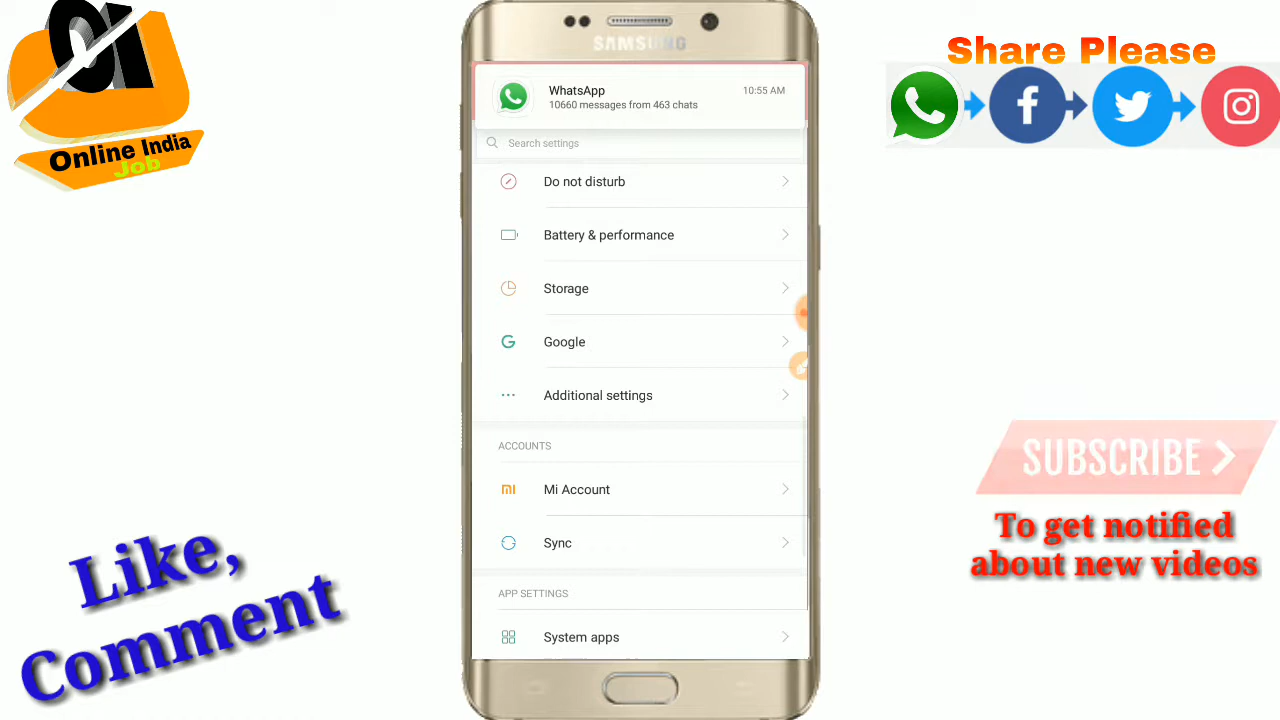 OI
Online India
Job
SAMSUNG
WhatsApp
10:55 AM
10660 messages from 463 chats
Search settings
Do not disturb
Battery & performance
Storage
Google
Additional settings
ACCOUNTS
Mi Account
Sync
APP SETTINGS
System apps
Share Please
SUBSCRIBE
To get notified
about new videos
Like,
Comment